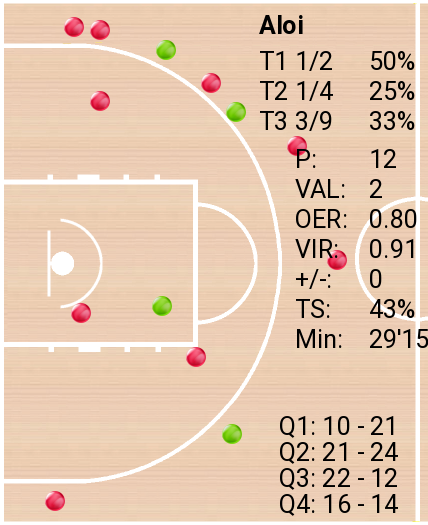 Aloi
T1 1/2 50%
T2 1/4 25%
T3 3/9 33%
P: 12
VAL: 2
OER: 0.80
VIR: 0.91
+/-: 0
TS: 43%
Min: 29'15
Q1: 10 - 21
Q2: 21 - 24
Q3: 22 - 12
Q4: 16 - 14